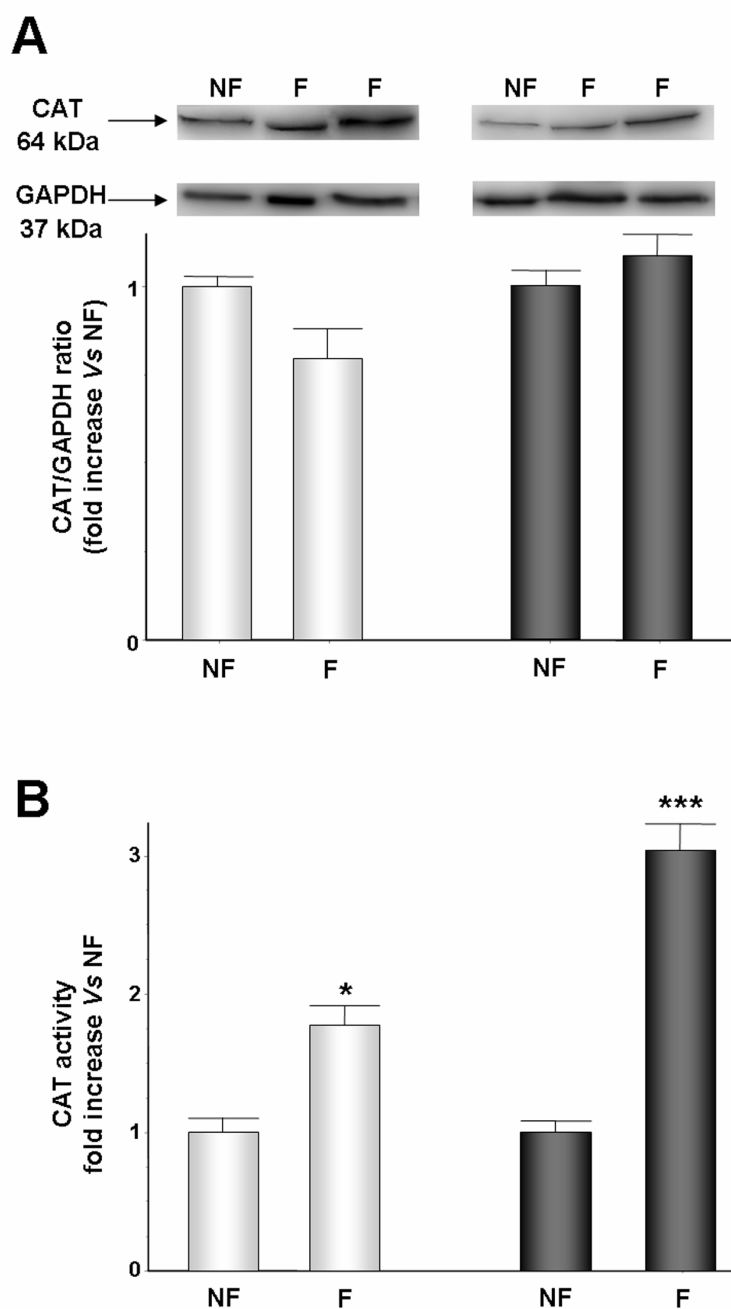 A
NF F F NF F F
CAT
64 kDa
GAPDH
37 kDa
CAT/GAPDH ratio
(fold increase Vs NF)
1
0
NF F NF F
B
CAT activity
fold increase Vs NF
***
3
2
*
1
0
NF F NF F